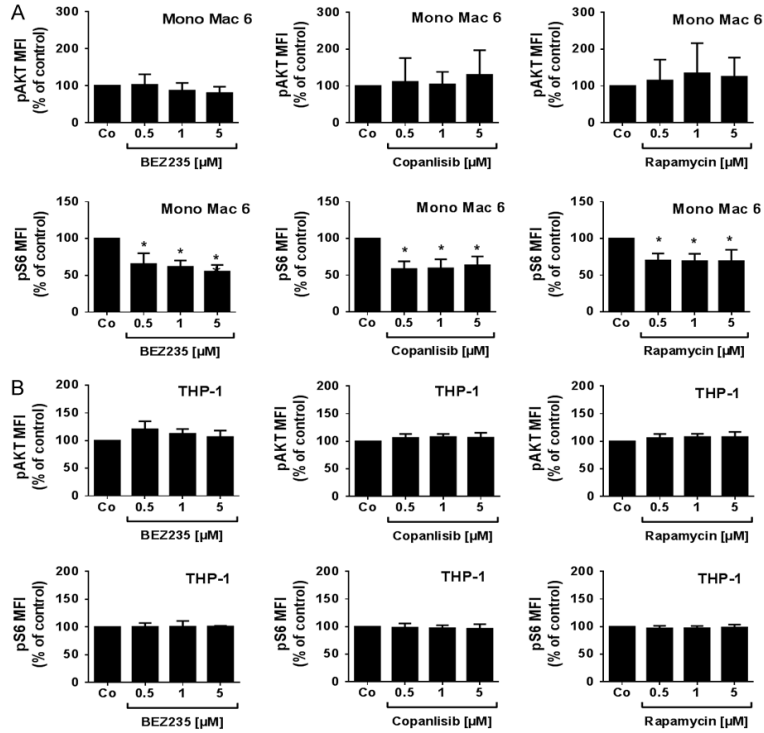 A
Mono Mac 6
pAKT MFI
(% of control)
300
200
100
0
Co 0.5 1 5
BEZ235 [µM]
Mono Mac 6
pAKT MFI
(% of control)
300
200
100
0
Co 0.5 1 5
Copanlisib [µM]
Mono Mac 6
pAKT MFI
(% of control)
300
200
100
0
Co 0.5 1 5
Rapamycin [µM]
Mono Mac 6
pS6 MFI
(% of control)
150
100
50
0
* * *
Co 0.5 1 5
BEZ235 [µM]
Mono Mac 6
pS6 MFI
(% of control)
150
100
50
0
* * *
Co 0.5 1 5
Copanlisib [µM]
Mono Mac 6
pS6 MFI
(% of control)
150
100
50
0
* * *
Co 0.5 1 5
Rapamycin [µM]
B
THP-1
pAKT MFI
(% of control)
200
150
100
50
0
Co 0.5 1 5
BEZ235 [µM]
THP-1
pAKT MFI
(% of control)
200
150
100
50
0
Co 0.5 1 5
Copanlisib [µM]
THP-1
pAKT MFI
(% of control)
200
150
100
50
0
Co 0.5 1 5
Rapamycin [µM]
THP-1
pS6 MFI
(% of control)
200
150
100
50
0
Co 0.5 1 5
BEZ235 [µM]
THP-1
pS6 MFI
(% of control)
200
150
100
50
0
Co 0.5 1 5
Copanlisib [µM]
THP-1
pS6 MFI
(% of control)
200
150
100
50
0
Co 0.5 1 5
Rapamycin [µM]